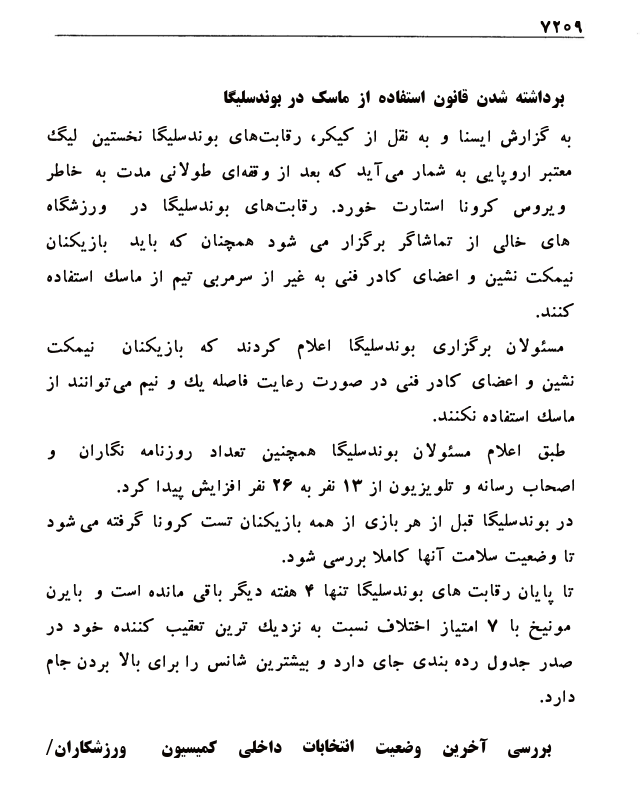 ۷۲۰۹
برداشته شدن قانون استفاده از ماسک در بوندسلیگا
به گزارش ایسنا و به نقل از کیکر، رقابت‌های بوندسلیگا نخستین لیگ
معتبر اروپایی به شمار می‌آید که بعد از وقفه‌ای طولانی مدت به خاطر
ویروس کرونا استارت خورد. رقابت‌های بوندسلیگا در ورزشگاه
های خالی از تماشاگر برگزار می شود همچنان که باید بازیکنان
نیمکت نشین و اعضای کادر فنی به غیر از سرمربی تیم از ماسک استفاده
کنند.
مسئولان برگزاری بوندسلیگا اعلام کردند که بازیکنان نیمکت
نشین و اعضای کادر فنی در صورت رعایت فاصله یک و نیم می‌توانند از
ماسک استفاده نکنند.
طبق اعلام مسئولان بوندسلیگا همچنین تعداد روزنامه نگاران و
اصحاب رسانه و تلویزیون از ۱۳ نفر به ۲۶ نفر افزایش پیدا کرد.
در بوندسلیگا قبل از هر بازی از همه بازیکنان تست کرونا گرفته می‌شود
تا وضعیت سلامت آنها کاملا بررسی شود.
تا پایان رقابت های بوندسلیگا تنها ۴ هفته دیگر باقی مانده است و بایرن
مونیخ با ۷ امتیاز اختلاف نسبت به نزدیک ترین تعقیب کننده خود در
صدر جدول رده بندی جای دارد و بیشترین شانس را برای بالا بردن جام
دارد.
بررسی آخرین وضعیت انتخابات داخلی کمیسیون ورزشکاران/